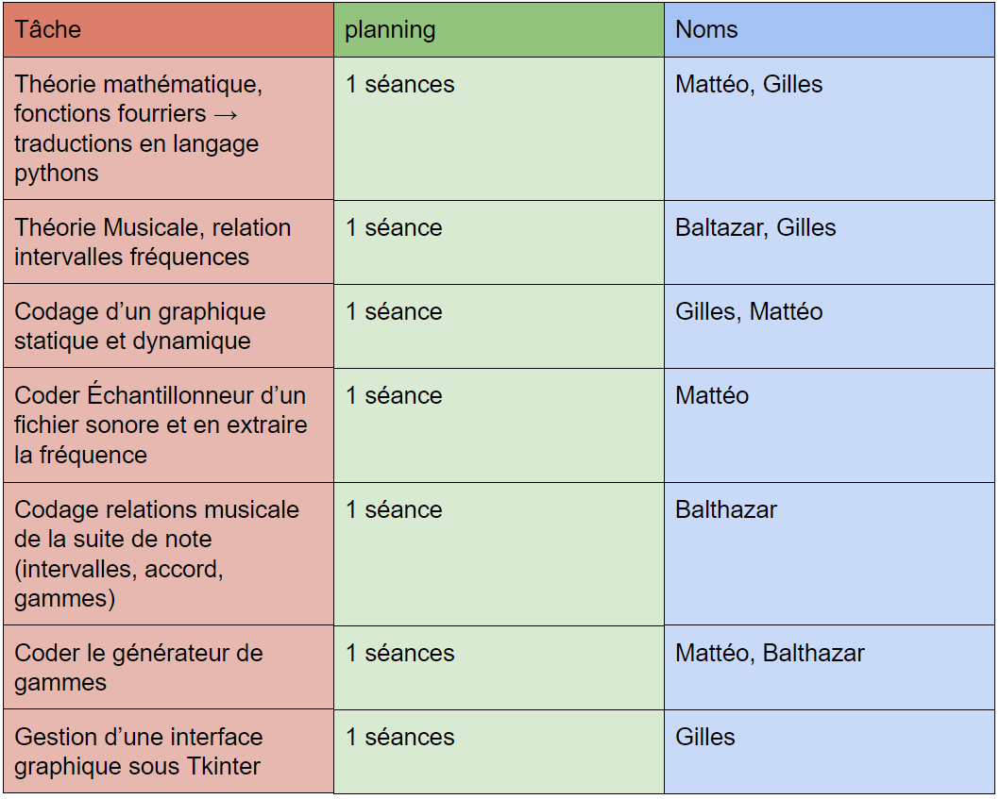 Tâche planning Noms
Théorie mathématique, 1 séances Mattéo, Gilles
fonctions fourriers →
traductions en langage
pythons
Théorie Musicale, relation 1 séance Baltazar, Gilles
intervalles fréquences
Codage d’un graphique 1 séance Gilles, Mattéo
statique et dynamique
Coder Échantillonneur d’un 1 séance Mattéo
fichier sonore et en extraire
la fréquence
Codage relations musicale 1 séance Balthazar
de la suite de note
(intervalles, accord,
gammes)
Coder le générateur de 1 séances Mattéo, Balthazar
gammes
Gestion d’une interface 1 séances Gilles
graphique sous Tkinter